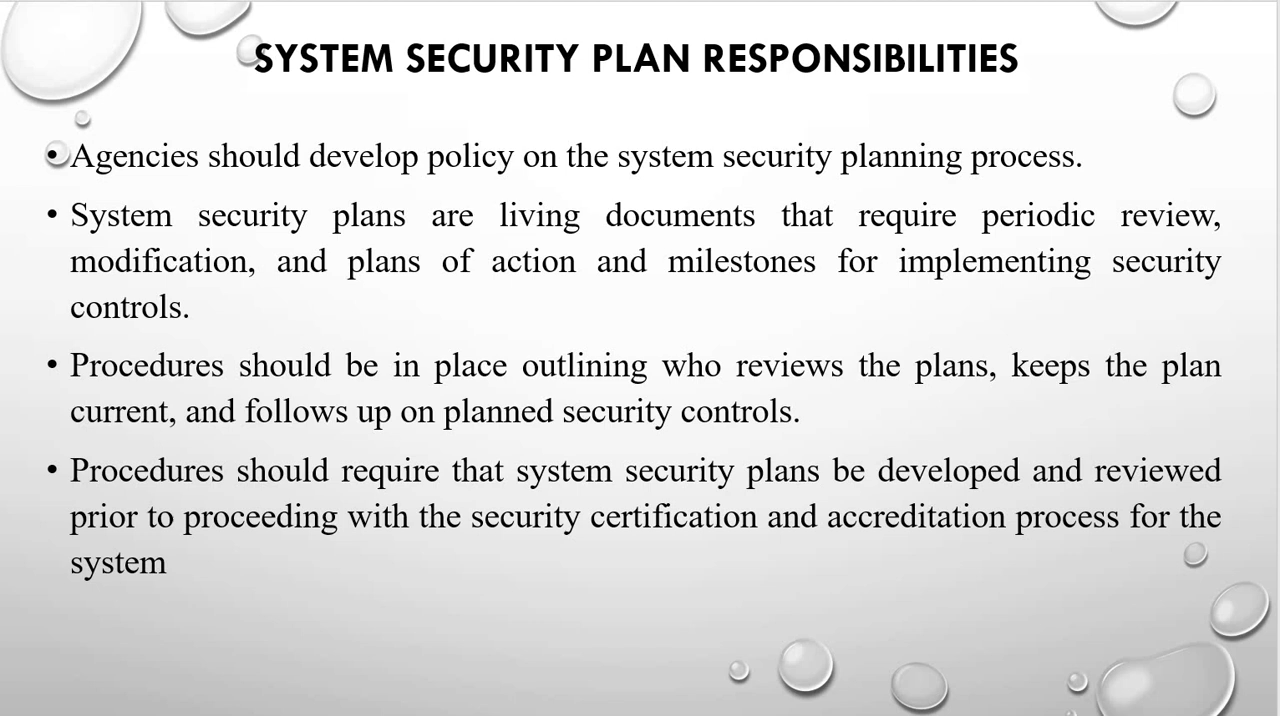 SYSTEM SECURITY PLAN RESPONSIBILITIES
• Agencies should develop policy on the system security planning process.
• System security plans are living documents that require periodic review,
modification, and plans of action and milestones for implementing security
controls.
• Procedures should be in place outlining who reviews the plans, keeps the plan
current, and follows up on planned security controls.
• Procedures should require that system security plans be developed and reviewed
prior to proceeding with the security certification and accreditation process for the
system